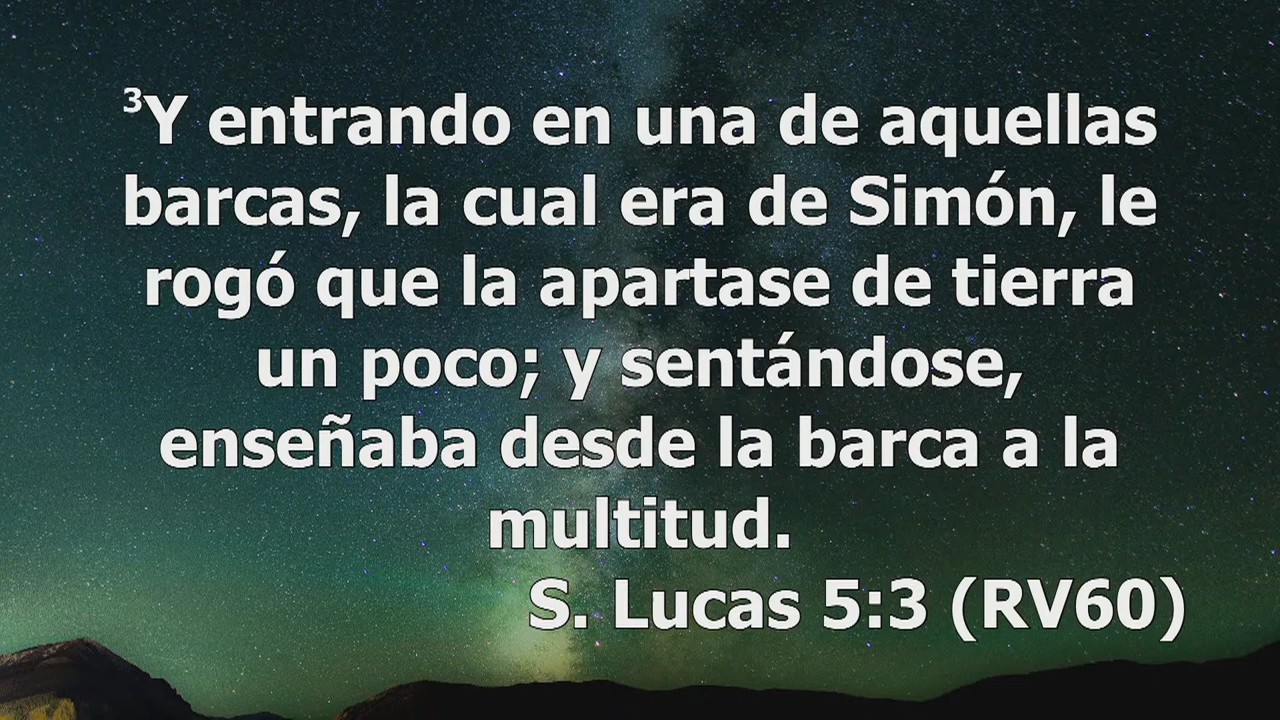 ³Y entrando en una de aquellas
barcas, la cual era de Simón, le
rogó que la apartase de tierra
un poco; y sentándose,
enseñaba desde la barca a la
multitud.
S. Lucas 5:3 (RV60)